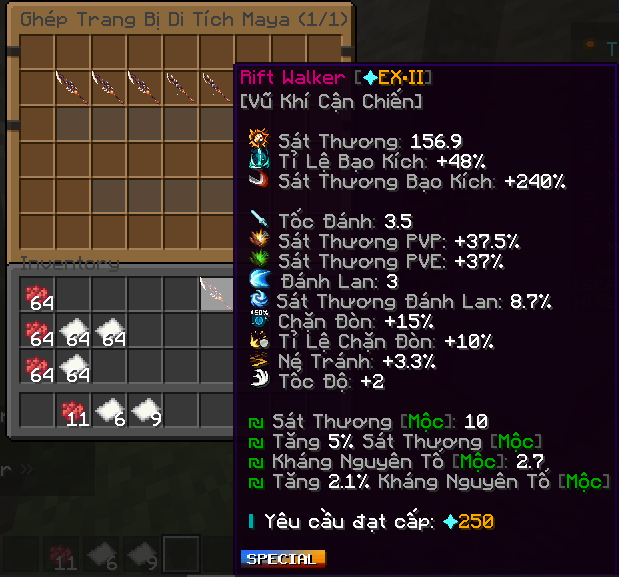 Ghép Trang Bị Di Tích Maya (1/1)
Rift Walker [✦EX-II]
[Vũ Khí Cận Chiến]
Sát Thương: 156.9
Tỉ Lệ Bạo Kích: +48%
Sát Thương Bạo Kích: +240%
Tốc Đánh: 3.5
Sát Thương PVP: +37.5%
Sát Thương PVE: +37%
Đánh Lan: 3
Sát Thương Đánh Lan: 8.7%
Chặn Đòn: +15%
Tỉ Lệ Chặn Đòn: +10%
Né Tránh: +3.3%
Tốc Độ: +2
Sát Thương [Mộc]: 10
Tăng 5% Sát Thương [Mộc]
Kháng Nguyên Tố [Mộc]: 2.7
Tăng 2.1% Kháng Nguyên Tố [Mộc]
Yêu cầu đạt cấp: ✦250
SPECIAL
Inventory
64
64 64 64
64 64
11 6 9
r »
11 6 9